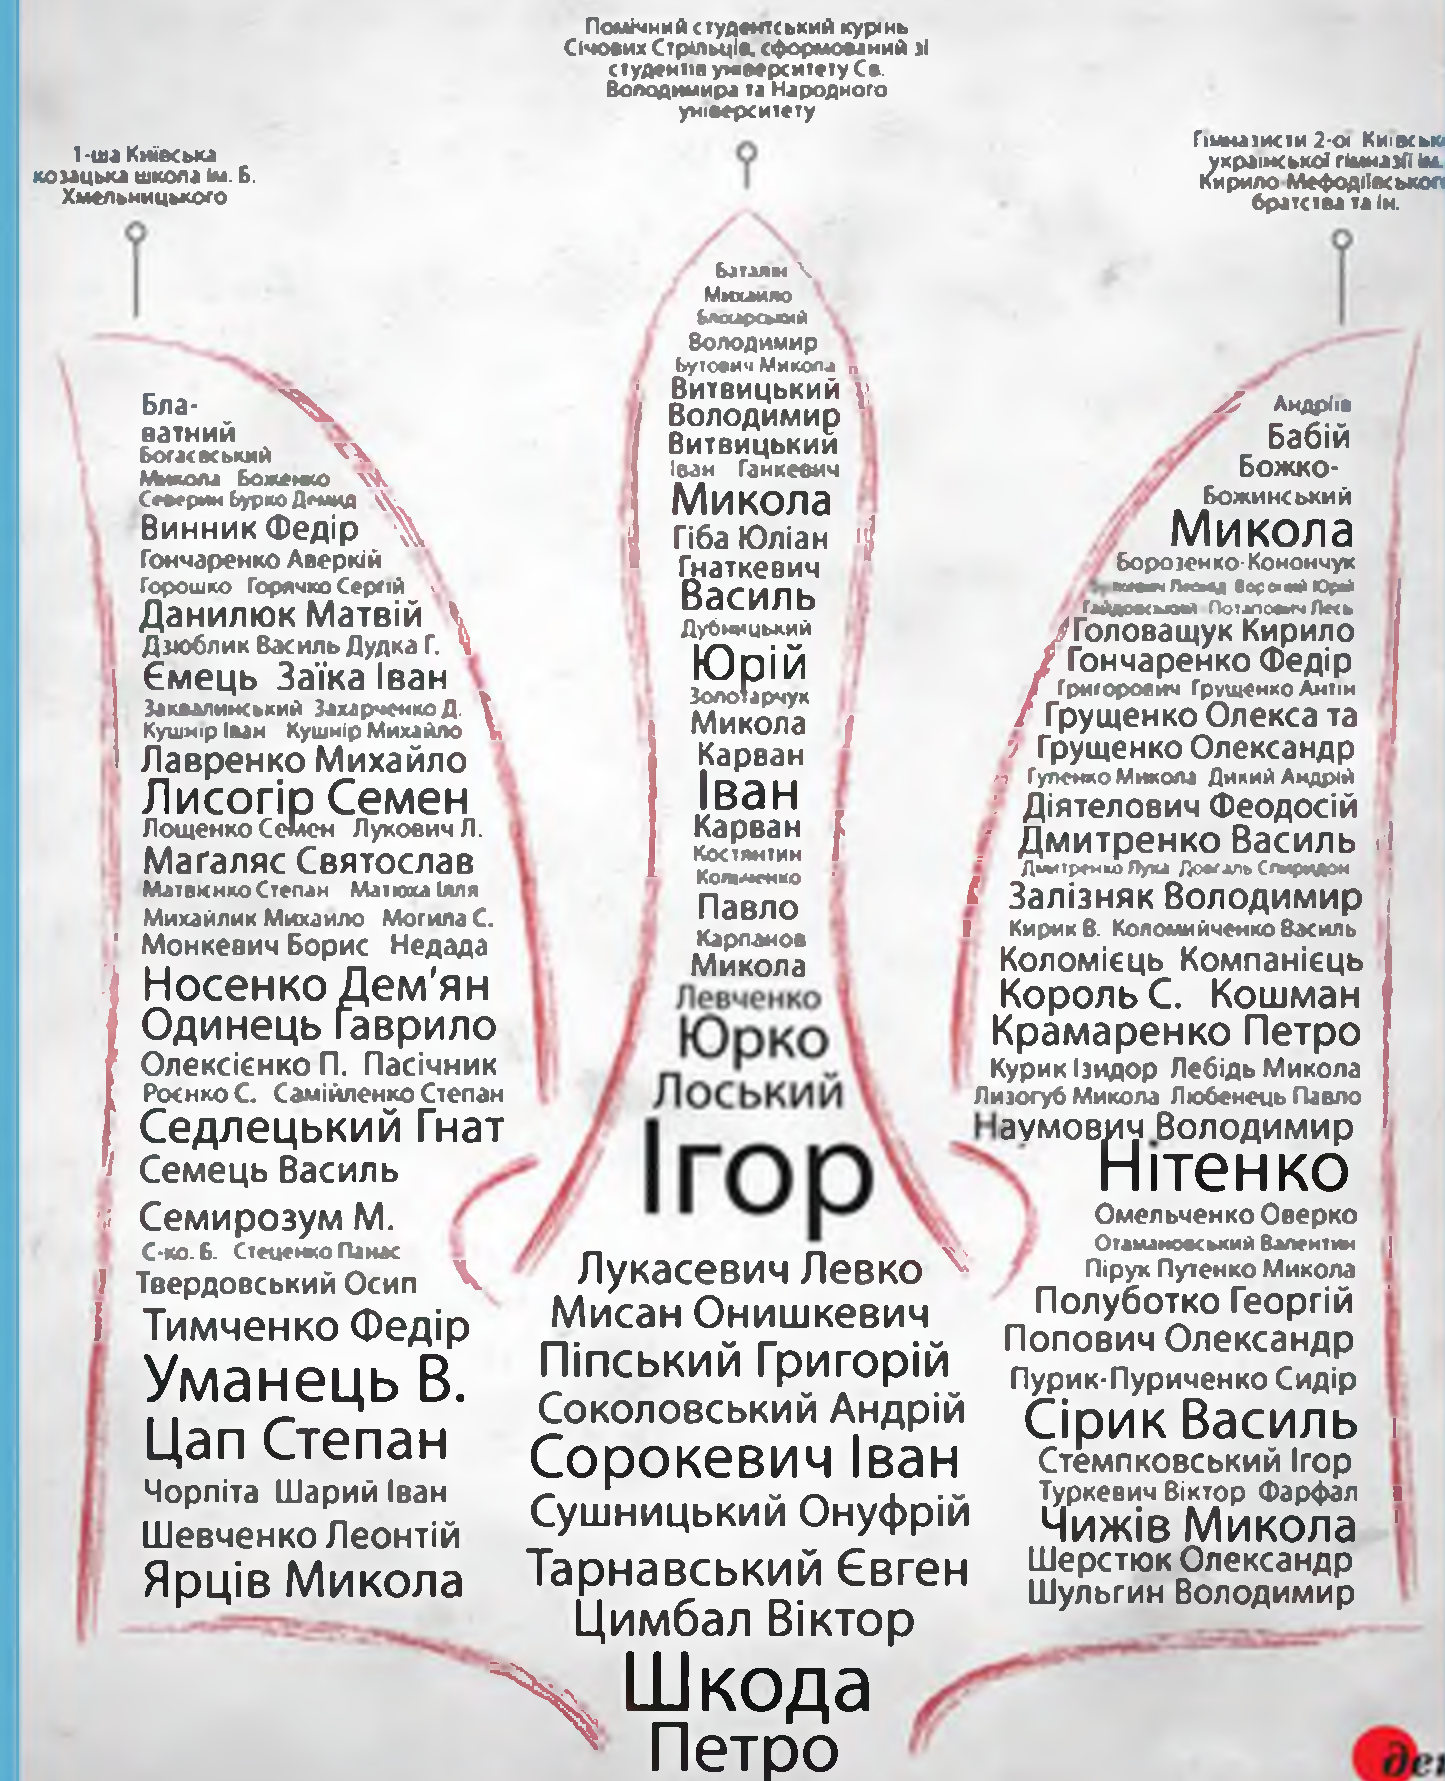 Помічний студентський курінь
Січових Стрільців, сформований зі
студентів університету Св.
Володимира та Народного
університету
1-ша Київська
козацька школа ім. Б.
Хмельницького
Гімназисти 2-ої Київськ
української гімназії ім.
Кирило-Мефодіївськог
братства та ін.
Бла-
ватний
Богаєвський
Микола Боженко
Северин Бурко Демид
Винник Федір
Гончаренко Аверкій
Горошко Горячко Сергій
Данилюк Матвій
Дзюблик Василь Дудка Г.
Ємець Заїка Іван
Заквалинський Захарченко Д.
Кушнір Іван Кушнір Михайло
Лавренко Михайло
Лисогір Семен
Лощенко Семен Лукович Л.
Маґаляс Святослав
Матвієнко Степан Матюха Ілля
Михайлик Михайло Могила С.
Монкевич Борис Недада
Носенко Дем'ян
Одинець Гаврило
Олексієнко П. Пасічник
Роєнко С. Самійленко Степан
Седлецький Гнат
Семець Василь
Семирозум М.
С-ко. Б. Стеценко Панас
Твердовський Осип
Тимченко Федір
Уманець В.
Цап Степан
Чорпіта Шарий Іван
Шевченко Леонтій
Ярців Микола
Баталін
Михайло
Володимир
Бутович Микола
Витвицький
Володимир
Витвицький
Іван Ганкевич
Микола
Гіба Юліан
Гнаткевич
Василь
Дубницький
Юрій
Золотарчук
Микола
Карван
Іван
Карван
Костянтин
Павло
Карпанов
Микола
Левченко
Юрко
Лоський
Ігор
Лукасевич Левко
Мисан Онишкевич
Піпський Григорій
Соколовський Андрій
Сорокевич Іван
Сушницький Онуфрій
Тарнавський Євген
Цимбал Віктор
Шкода
Петро
Андріїв
Бабій
Божко-
Божинський
Микола
Борозенко-Конончук
Леонид Вороний Юрій
Гайдовський Потапович Лесь
Головащук Кирило
Гончаренко Федір
Григорович Грущенко Антін
Грущенко Олекса та
Грущенко Олександр
Гупенко Микола Дикий Андрій
Діятелович Феодосій
Дмитренко Василь
Дмитренко Лука Довгаль Спиридон
Залізняк Володимир
Кирик В. Коломийченко Василь
Коломієць Компанієць
Король С. Кошман
Крамаренко Петро
Курик Ізидор Лебідь Микола
Лизогуб Микола Любенець Павло
Наумович Володимир
Нітенко
Омельченко Оверко
Отамановський Валентин
Пірук Путенко Микола
Полуботко Георгій
Попович Олександр
Пурик-Пуриченко Сидір
Сірик Василь
Стемпковський Ігор
Туркевич Віктор Фарфал
Чижів Микола
Шерстюк Олександр
Шульгин Володимир